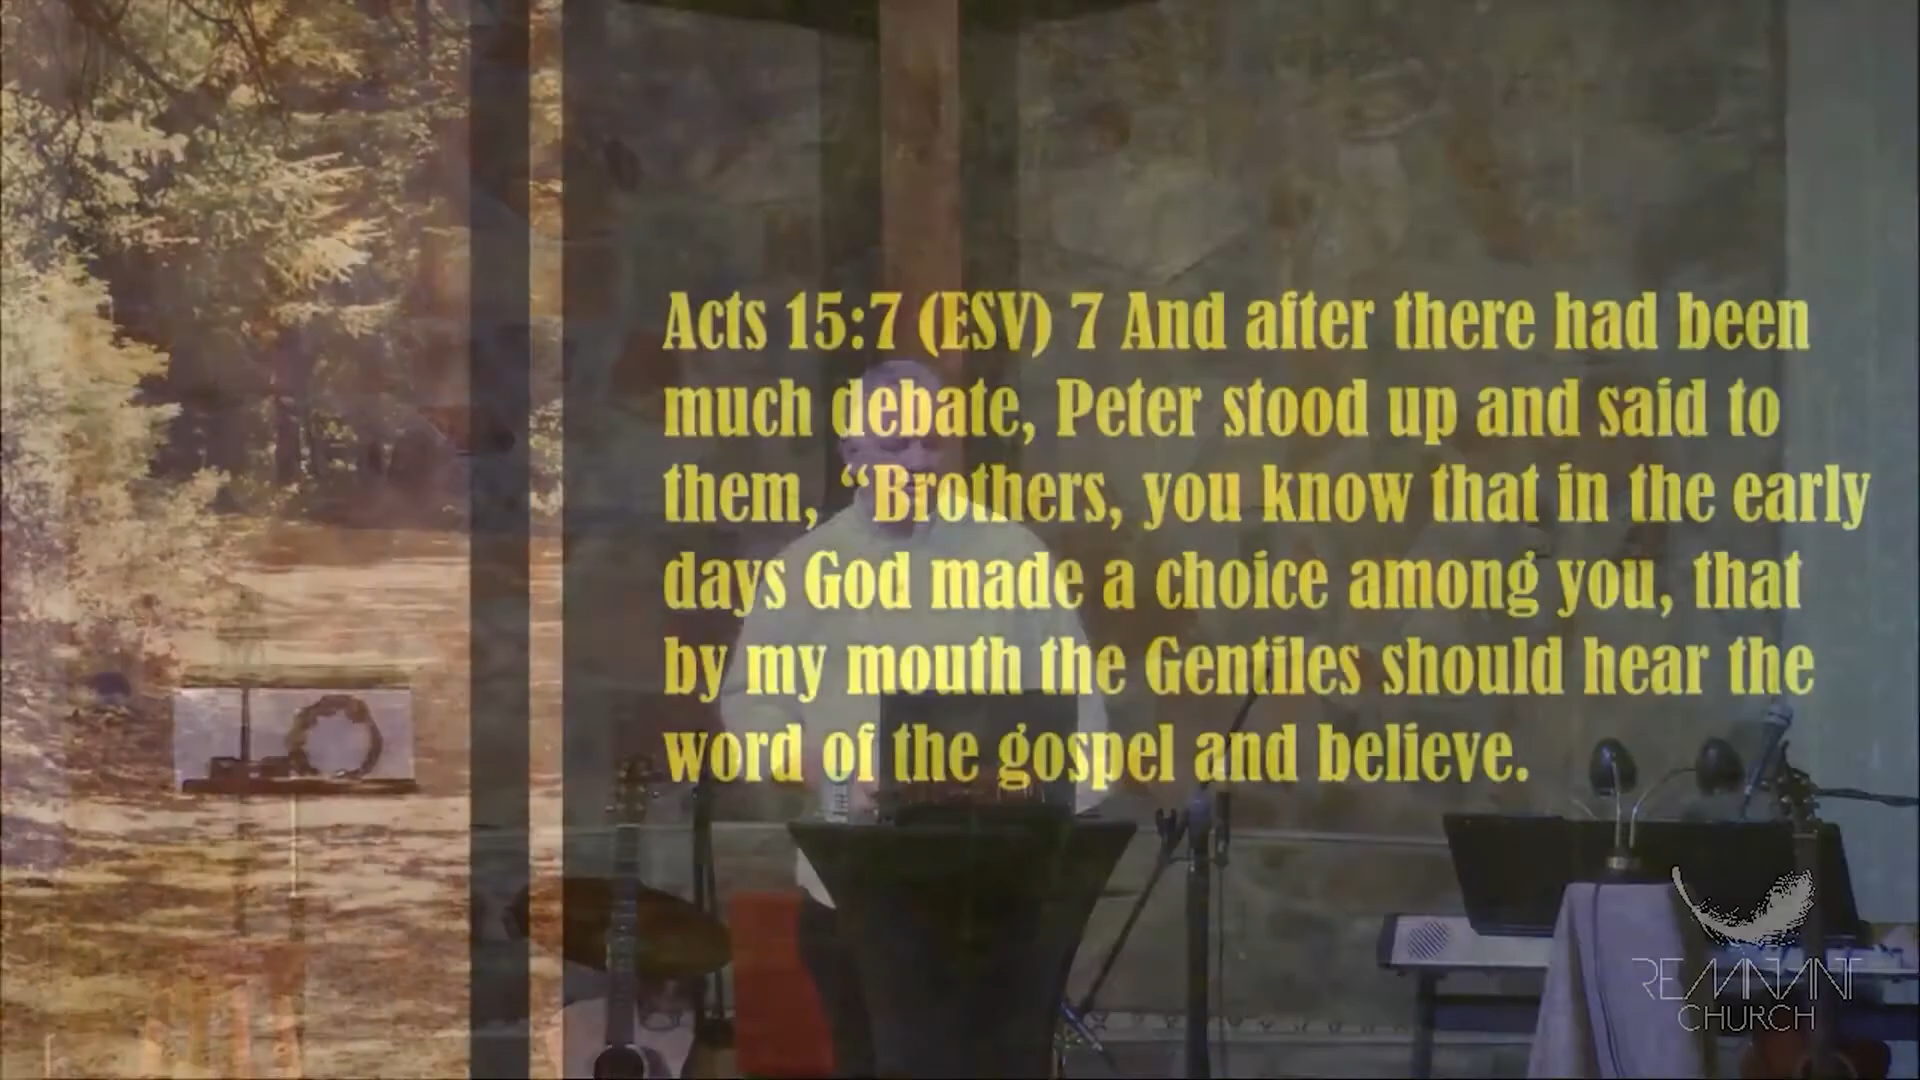 Acts 15:7 (ESV) 7 And after there had been
much debate, Peter stood up and said to
them, “Brothers, you know that in the early
days God made a choice among you, that
by my mouth the Gentiles should hear the
word of the gospel and believe.
REMNANT
CHURCH